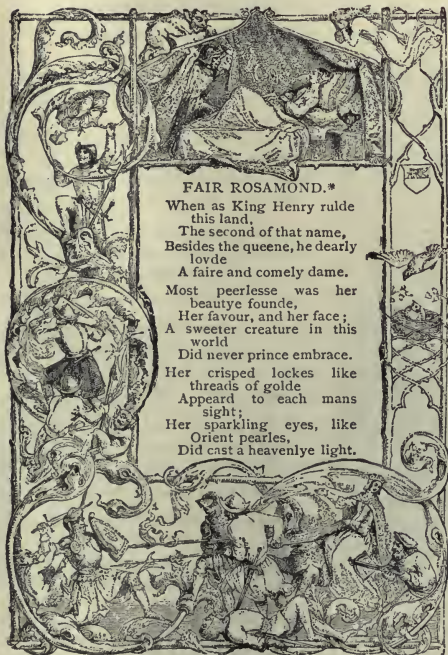 FAIR ROSAMOND.*
When as King Henry rulde
this land,
The second of that name,
Besides the queene, he dearly
lovde
A faire and comely dame.
Most peerlesse was her
beautye founde,
Her favour, and her face;
A sweeter creature in this
world
Did never prince embrace.
Her crisped lockes like
threads of golde
Appeard to each mans
sight;
Her sparkling eyes, like
Orient pearles,
Did cast a heavenlye light.